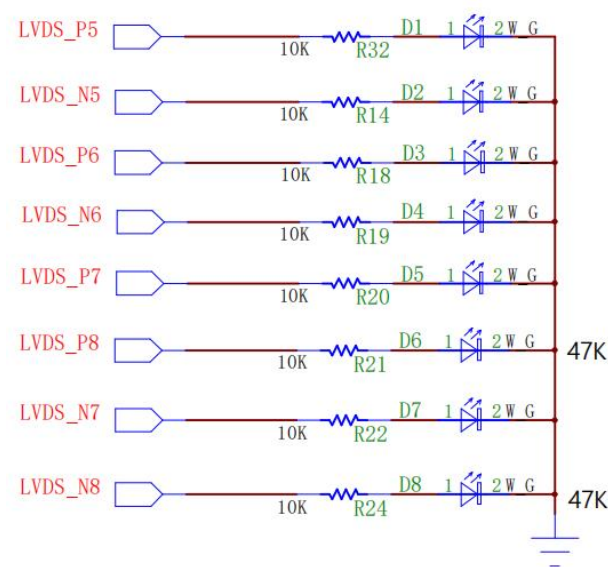 LVDS_P5 10K R32 D1 1 2 W_G
LVDS_N5 10K R14 D2 1 2 W_G
LVDS_P6 10K R18 D3 1 2 W_G
LVDS_N6 10K R19 D4 1 2 W_G
LVDS_P7 10K R20 D5 1 2 W_G
LVDS_P8 10K R21 D6 1 2 W_G 47K
LVDS_N7 10K R22 D7 1 2 W_G
LVDS_N8 10K R24 D8 1 2 W_G 47K